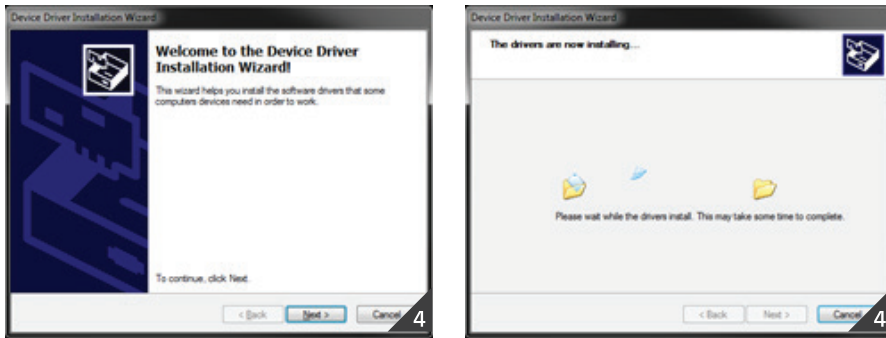 Device Driver Installation Wizard
Welcome to the Device Driver
Installation Wizard!
This wizard helps you install the software drivers that some
computers devices need in order to work.
To continue, click Next.
< Back
Next >
Cancel
4
Device Driver Installation Wizard
The drivers are now installing...
Please wait while the drivers install. This may take some time to complete.
< Back
Next >
Cancel
4